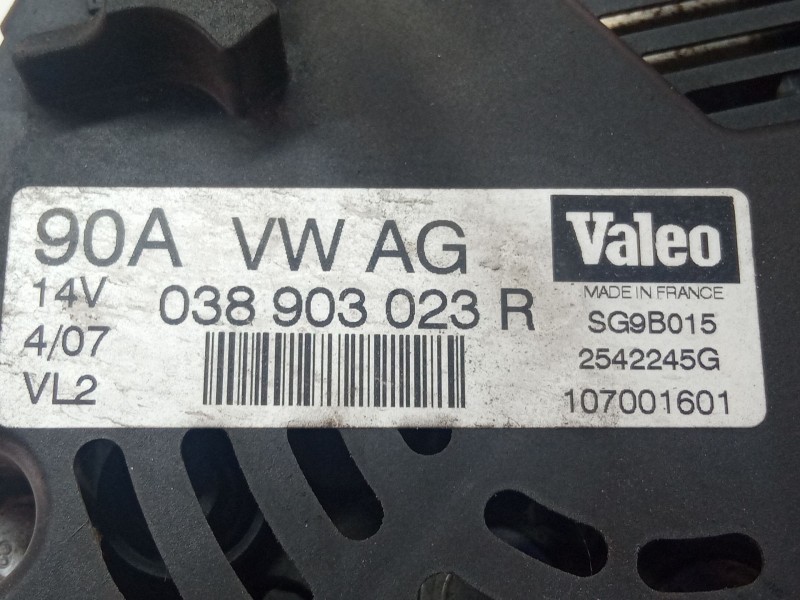 90A VW AG
14V 038 903 023 R
4/07
VL2
Valeo
MADE IN FRANCE
SG9B015
2542245G
107001601